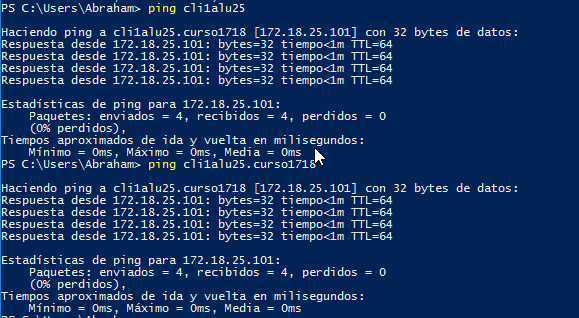 PS C:\Users\Abraham> ping cli1alu25
Haciendo ping a cli1alu25.curso1718 [172.18.25.101] con 32 bytes de datos:
Respuesta desde 172.18.25.101: bytes=32 tiempo<1m TTL=64
Respuesta desde 172.18.25.101: bytes=32 tiempo<1m TTL=64
Respuesta desde 172.18.25.101: bytes=32 tiempo<1m TTL=64
Respuesta desde 172.18.25.101: bytes=32 tiempo<1m TTL=64
Estadísticas de ping para 172.18.25.101:
Paquetes: enviados = 4, recibidos = 4, perdidos = 0
(0% perdidos),
Tiempos aproximados de ida y vuelta en milisegundos:
Mínimo = 0ms, Máximo = 0ms, Media = 0ms
PS C:\Users\Abraham> ping cli1alu25.curso1718
Haciendo ping a cli1alu25.curso1718 [172.18.25.101] con 32 bytes de datos:
Respuesta desde 172.18.25.101: bytes=32 tiempo<1m TTL=64
Respuesta desde 172.18.25.101: bytes=32 tiempo<1m TTL=64
Respuesta desde 172.18.25.101: bytes=32 tiempo<1m TTL=64
Respuesta desde 172.18.25.101: bytes=32 tiempo<1m TTL=64
Estadísticas de ping para 172.18.25.101:
Paquetes: enviados = 4, recibidos = 4, perdidos = 0
(0% perdidos),
Tiempos aproximados de ida y vuelta en milisegundos:
Mínimo = 0ms, Máximo = 0ms, Media = 0ms